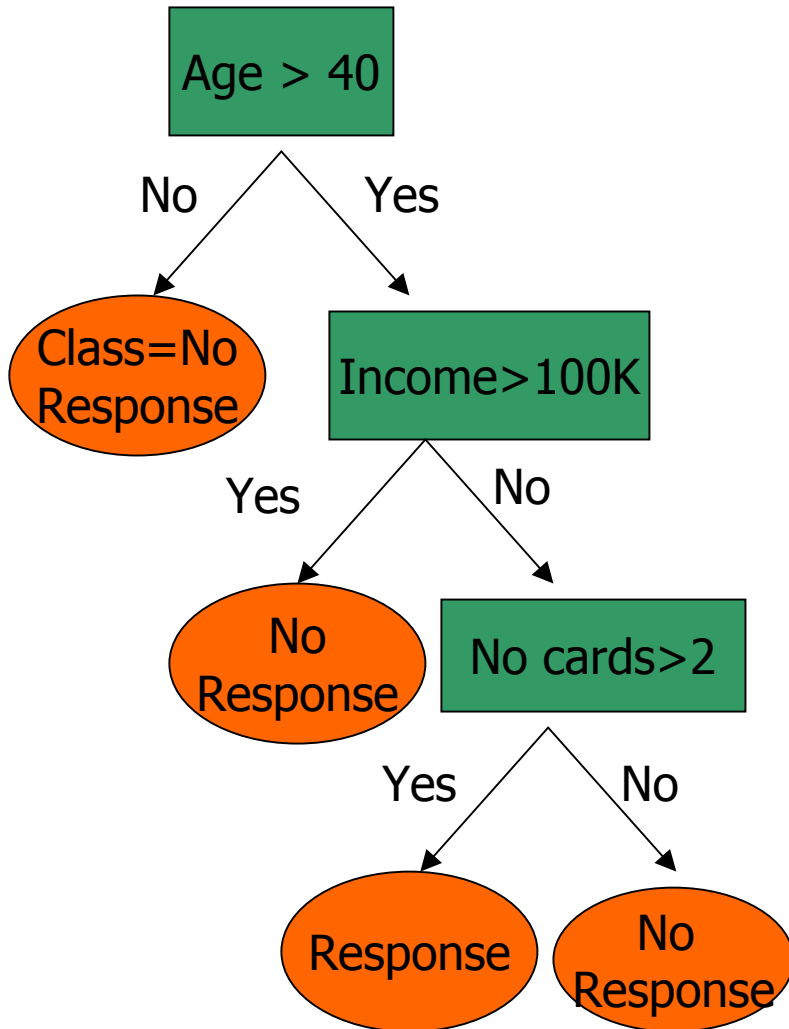 Age > 40
No
Yes
Class=No
Response
Income>100K
Yes
No
No
Response
No cards>2
Yes
No
Response
No
Response